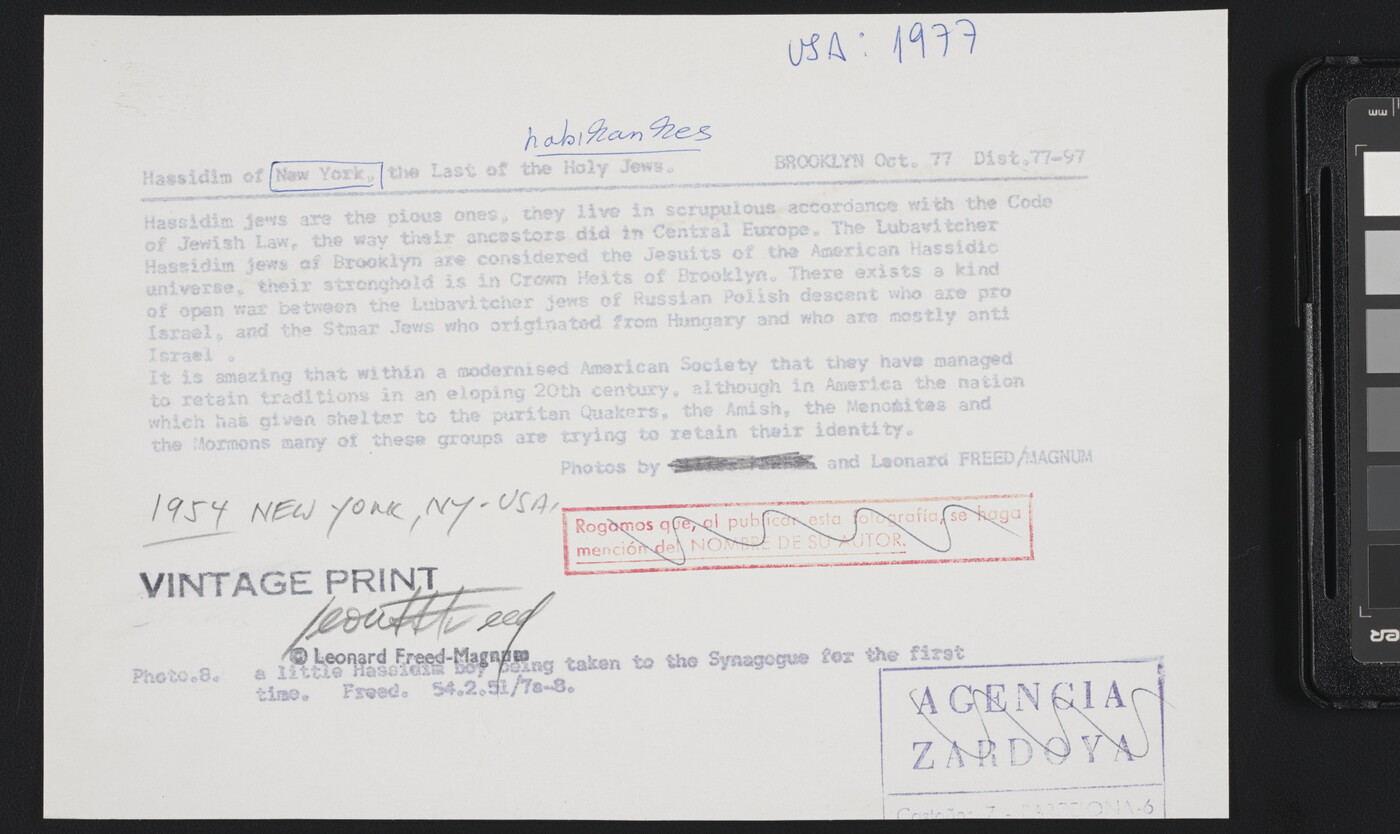 USA: 1977
habitantes
Hassidim of New York, the Last of the Holy Jews. BROOKLYN Oct. 77 Dist.77-97
Hassidim jews are the pious ones, they live in scrupulous accordance with the Code
of Jewish Law, the way their ancestors did in Central Europe. The Lubavitcher
Hassidim jews of Brooklyn are considered the Jesuits of the American Hassidic
universe, their stronghold is in Crown Heits of Brooklyn. There exists a kind
of open war between the Lubavitcher jews of Russian Polish descent who are pro
Israel, and the Stmar Jews who originated from Hungary and who are mostly anti
Israel .
It is amazing that within a modernised American Society that they have managed
to retain traditions in an eloping 20th century, although in America the nation
which has given shelter to the puritan Quakers, the Amish, the Menomites and
the Mormons many of these groups are trying to retain their identity.
Photos by and Leonard FREED/MAGNUM
1954 NEW YORK, NY-USA.
Rogamos que, al publicar esta fotografía, se haga
mención del NOMBRE DE SU AUTOR.
VINTAGE PRINT
Leonard Freed
© Leonard Freed-Magnum
Photo.8. a little Hassidim boy being taken to the Synagogue for the first
time. Freed. 54.2.51/7a-8.
AGENCIA
ZARDOYA
BARCELONA-6